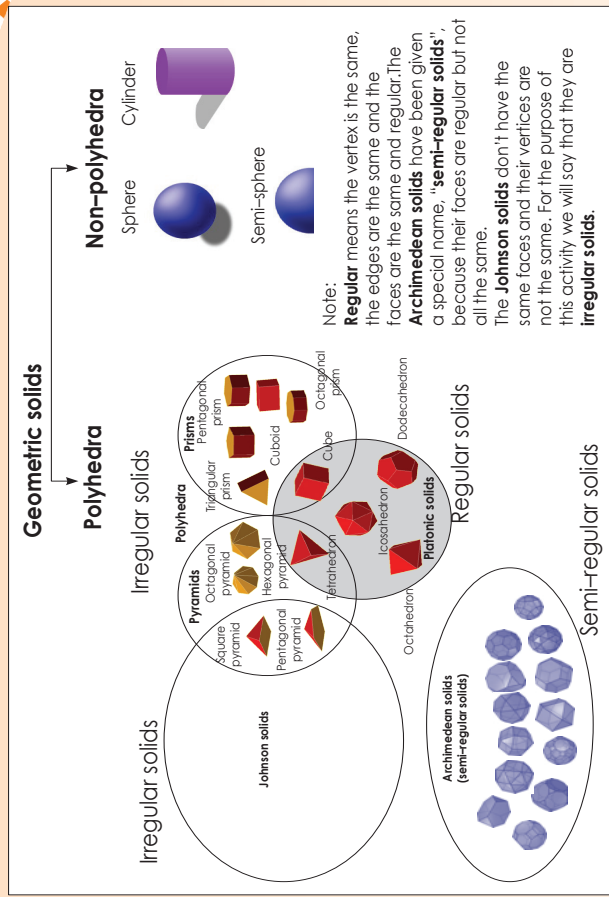 Geometric solids
Polyhedra
Non–polyhedra
Irregular solids
Irregular solids
Polyhedra
Johnson solids
Pyramids
Octagonal
pyramid
Hexagonal
pyramid
Square
pyramid
Pentagonal
pyramid
Prisms
Pentagonal
prism
Triangular
prism
Cuboid
Octagonal
prism
Tetrahedron
Cube
Icosahedron
Octahedron
Dodecahedron
Platonic solids
Regular solids
Archimedean solids
(semi–regular solids)
Semi–regular solids
Sphere
Cylinder
Semi–sphere
Note:
Regular means the vertex is the same,
the edges are the same and the
faces are the same and regular.The
Archimedean solids have been given
a special name, “semi–regular solids”,
because their faces are regular but not
all the same.
The Johnson solids don’t have the
same faces and their vertices are
not the same. For the purpose of
this activity we will say that they are
irregular solids.